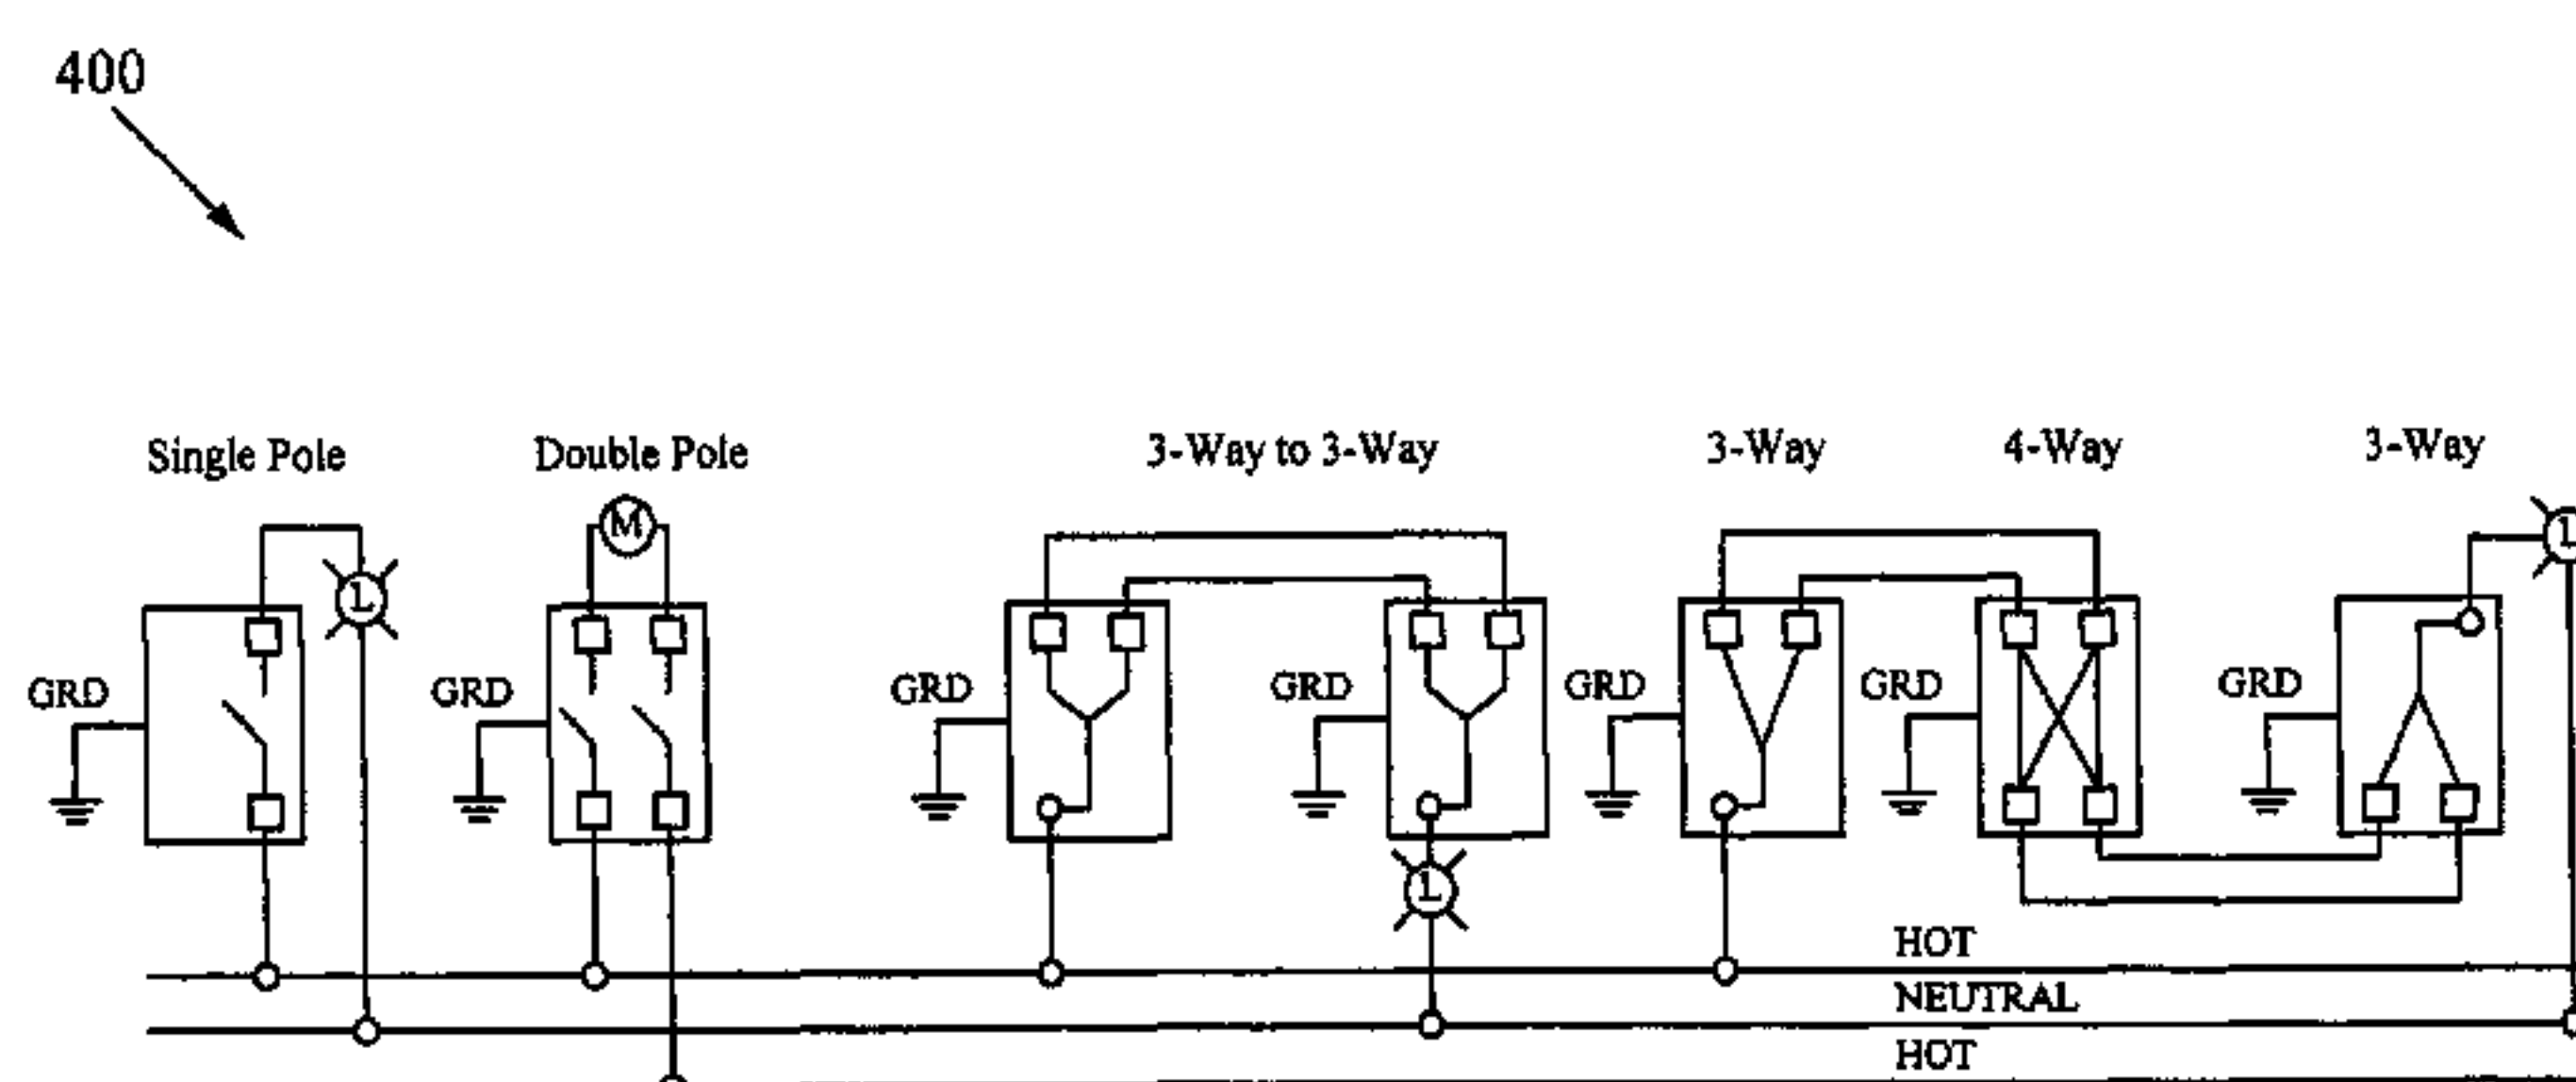 400
Single Pole
Double Pole
3-Way to 3-Way
3-Way
4-Way
3-Way
M
L
L
L
GRD
GRD
GRD
GRD
GRD
GRD
GRD
HOT
NEUTRAL
HOT